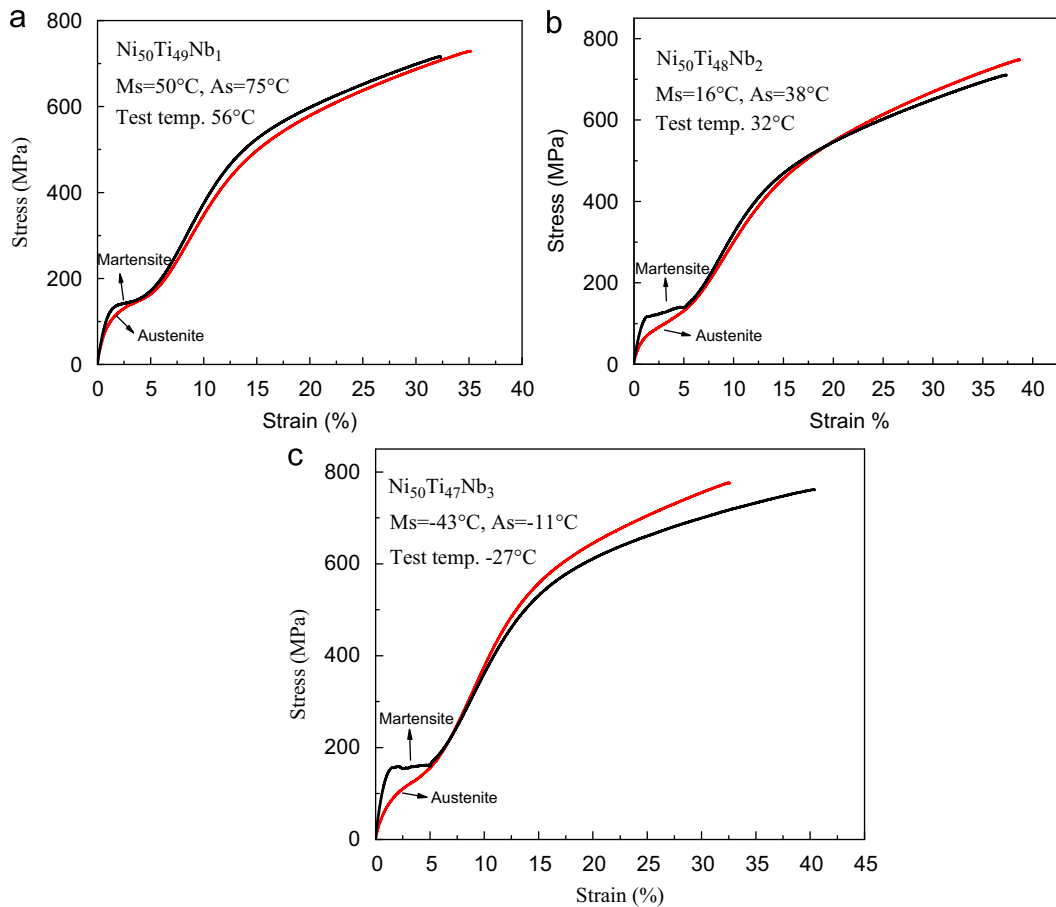 a
800
600
400
200
0
Stress (MPa)
Ni50Ti49Nb1
Ms=50°C, As=75°C
Test temp. 56°C
Martensite
Austenite
0 5 10 15 20 25 30 35 40
Strain (%)
b
800
600
400
200
0
Stress (MPa)
Ni50Ti48Nb2
Ms=16°C, As=38°C
Test temp. 32°C
Martensite
Austenite
0 5 10 15 20 25 30 35 40
Strain %
c
800
600
400
200
0
Stress (MPa)
Ni50Ti47Nb3
Ms=-43°C, As=-11°C
Test temp. -27°C
Martensite
Austenite
0 5 10 15 20 25 30 35 40 45
Strain (%)